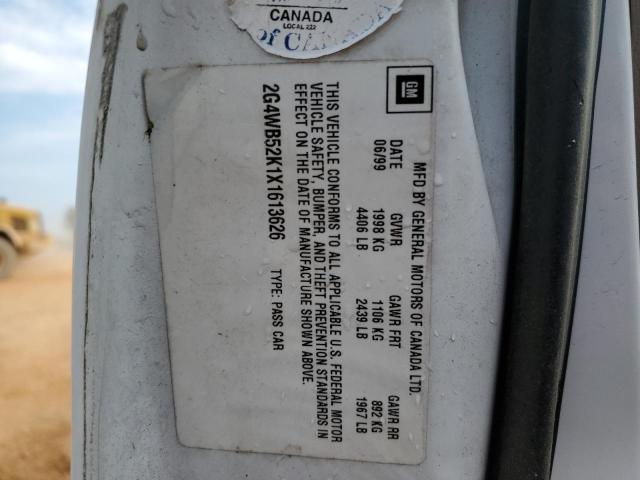 CANADA
LOCAL 222
of CANADA
GM
MFD BY GENERAL MOTORS OF CANADA LTD.
DATE GVWR GAWR FRT GAWR RR
06/99 1998 KG 1106 KG 892 KG
4406 LB 2439 LB 1967 LB
THIS VEHICLE CONFORMS TO ALL APPLICABLE U.S. FEDERAL MOTOR
VEHICLE SAFETY, BUMPER, AND THEFT PREVENTION STANDARDS IN
EFFECT ON THE DATE OF MANUFACTURE SHOWN ABOVE.
2G4WB52K1X1613626 TYPE: PASS CAR